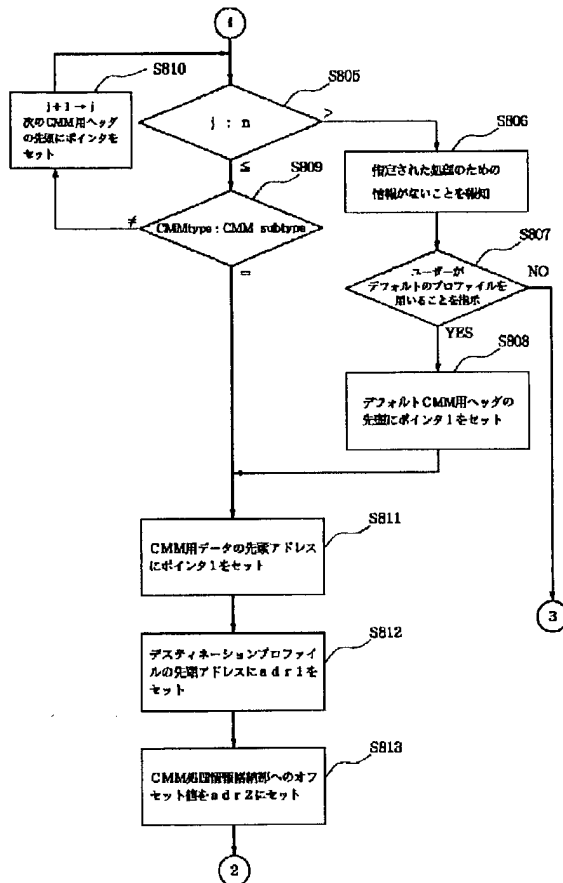 1
S810
j+1→j
次のCMM用ヘッダ
の先頭にポインタを
セット
S805
j : n
>
≦
S806
指定された処理のための
情報がないことを報知
S809
CMMtype : CMM subtype
≠
=
S807
ユーザーが
デフォルトのプロファイルを
用いることを指示
NO
YES
S808
デフォルトCMM用ヘッダの
先頭にポインタ1をセット
S811
CMM用データの先頭アドレス
にポインタ1をセット
3
S812
デスティネーションプロファイ
ルの先頭アドレスにadr1を
セット
S813
CMM処理情報格納部へのオフ
セット値をadr2にセット
2